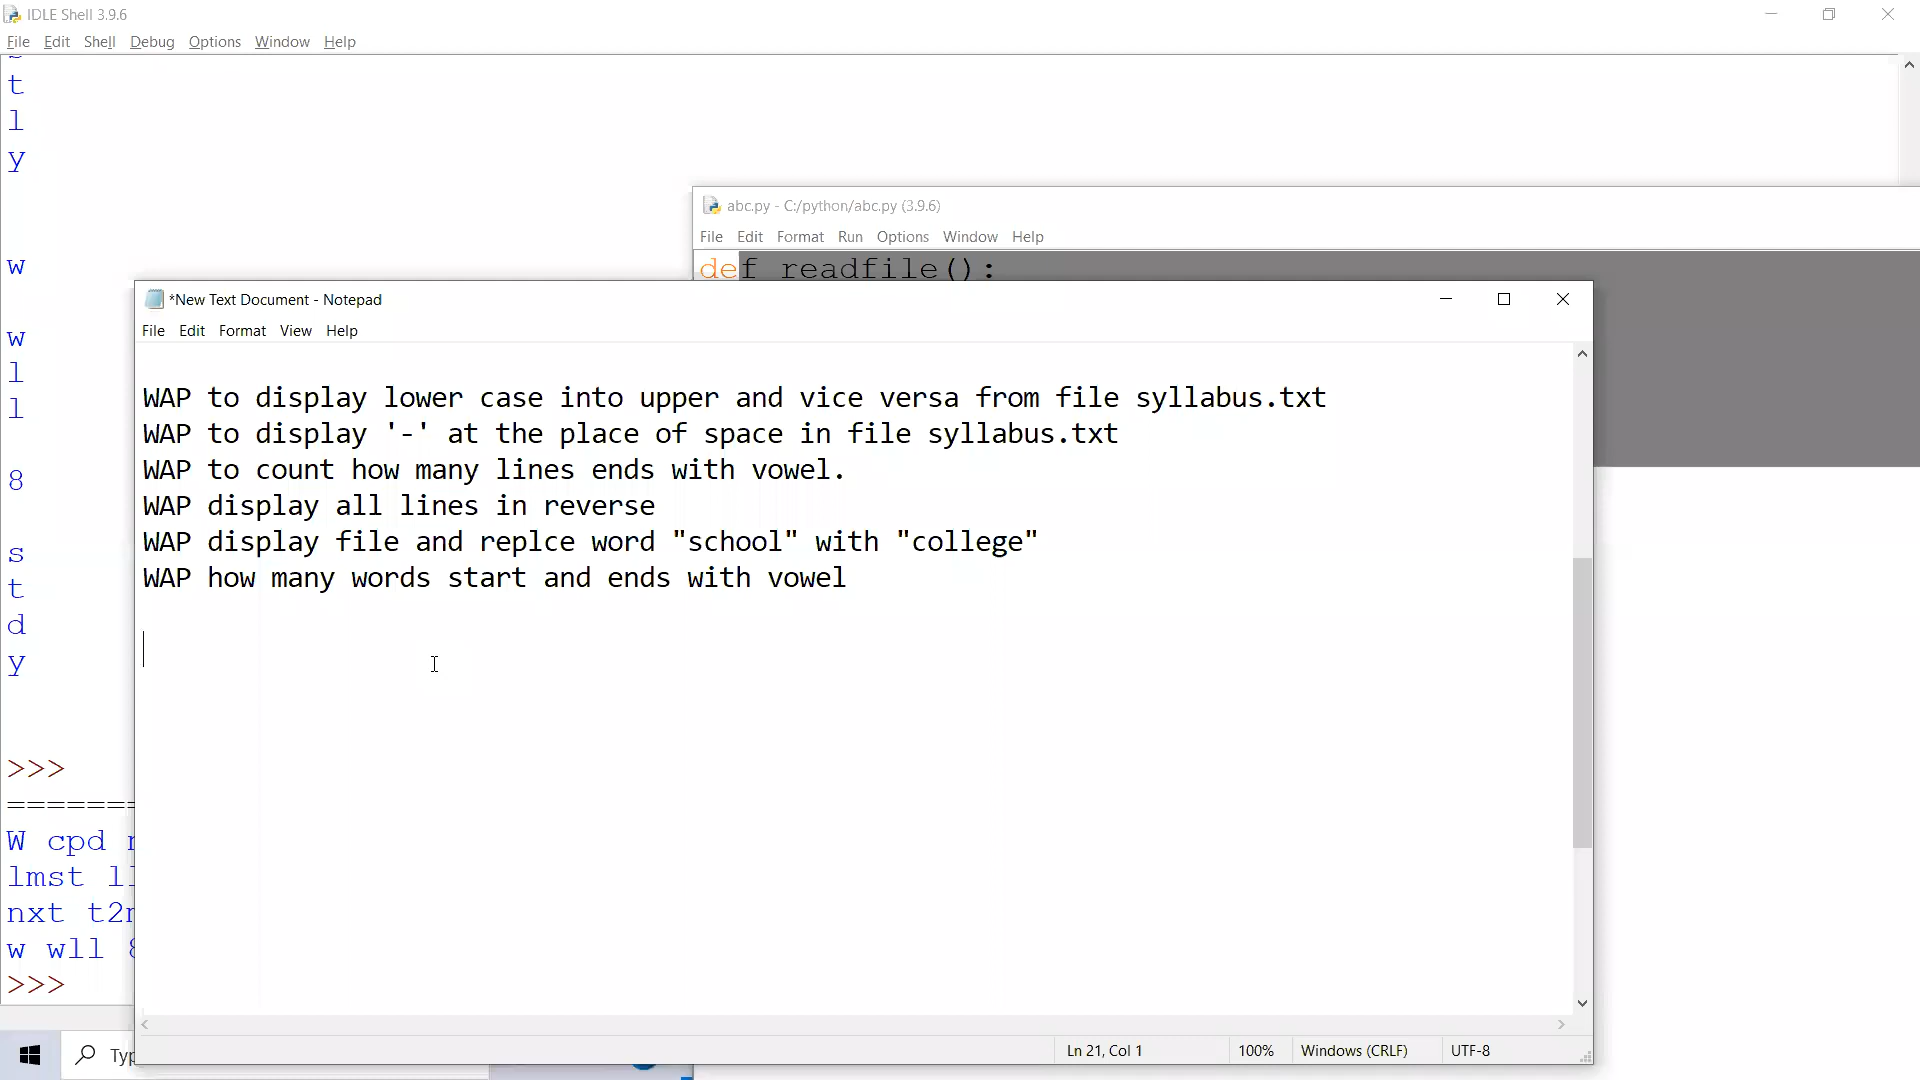 IDLE Shell 3.9.6
File Edit Shell Debug Options Window Help
t
l
y
w
w
l
l
8
s
t
d
y
>>>
========
W cpd
lmst
nxt
w wll
>>>
abc.py - C:/python/abc.py (3.9.6)
File Edit Format Run Options Window Help
def readfile():
*New Text Document - Notepad
File Edit Format View Help
WAP to display lower case into upper and vice versa from file syllabus.txt
WAP to display '-' at the place of space in file syllabus.txt
WAP to count how many lines ends with vowel.
WAP display all lines in reverse
WAP display file and replce word "school" with "college"
WAP how many words start and ends with vowel
Ln 21, Col 1 100% Windows (CRLF) UTF-8